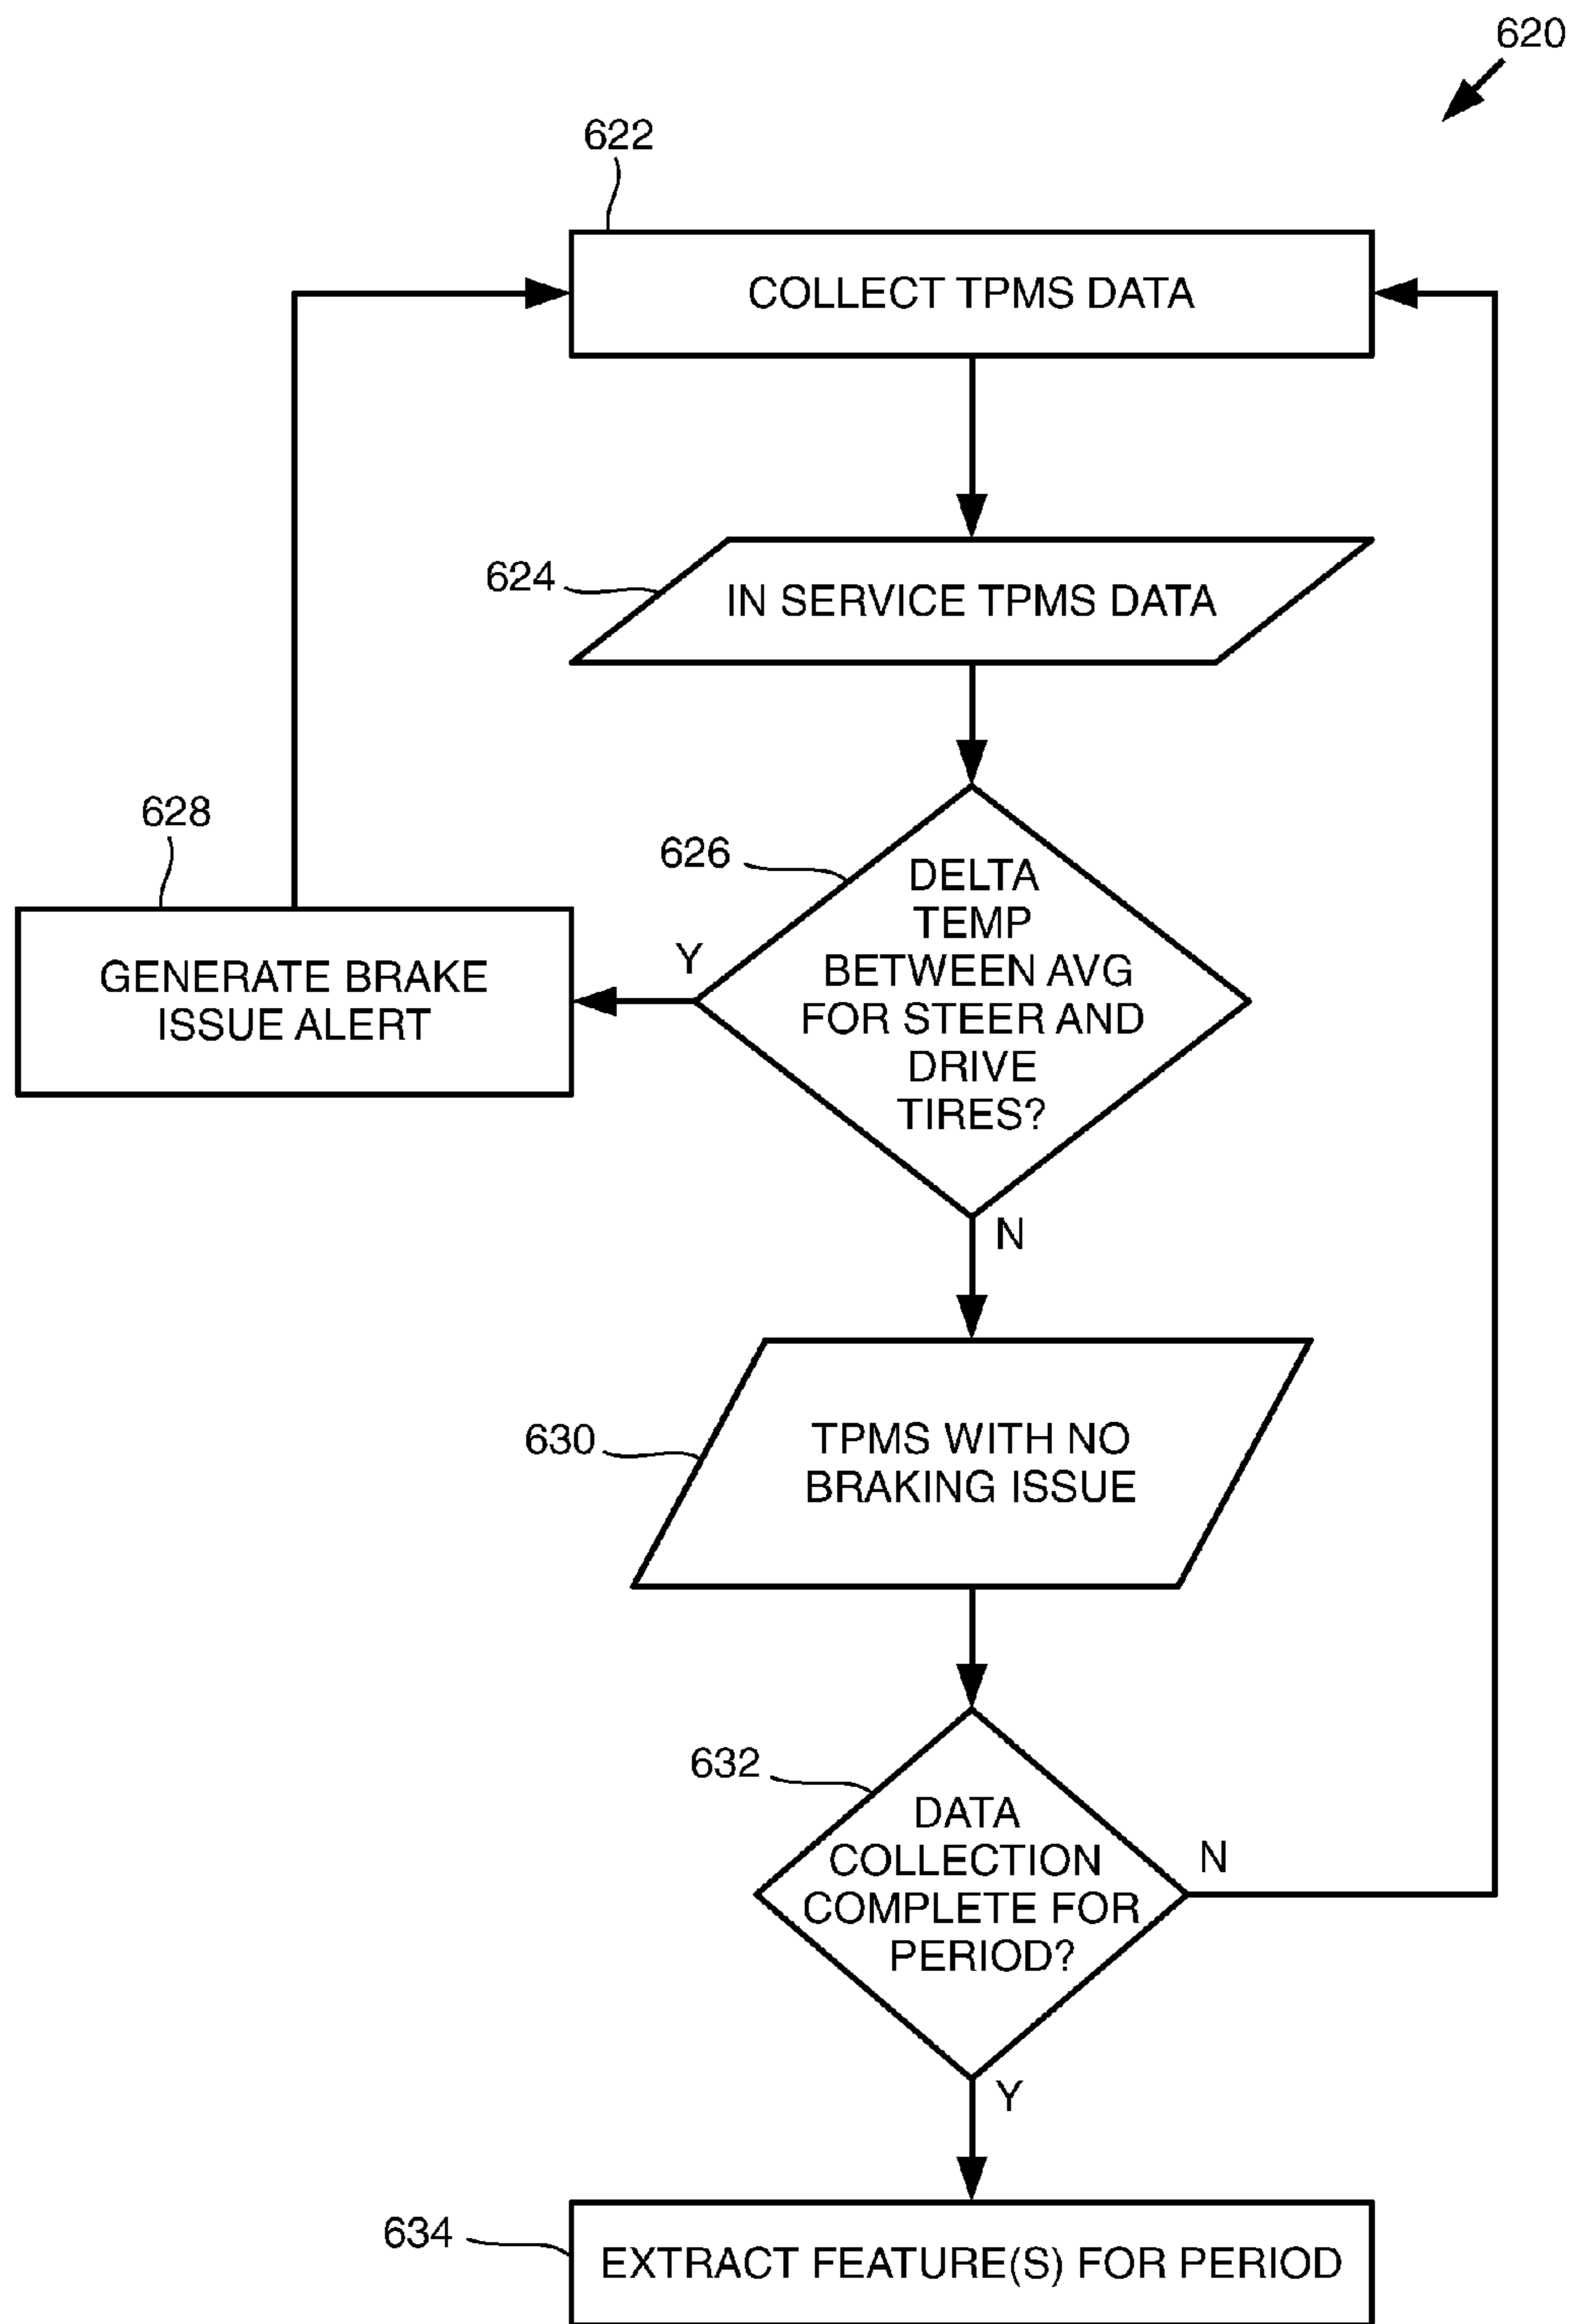 620
622
COLLECT TPMS DATA
624
IN SERVICE TPMS DATA
626
DELTA
TEMP
BETWEEN AVG
FOR STEER AND
DRIVE
TIRES?
Y
628
GENERATE BRAKE
ISSUE ALERT
N
630
TPMS WITH NO
BRAKING ISSUE
632
DATA
COLLECTION
COMPLETE FOR
PERIOD?
N
Y
634
EXTRACT FEATURE(S) FOR PERIOD